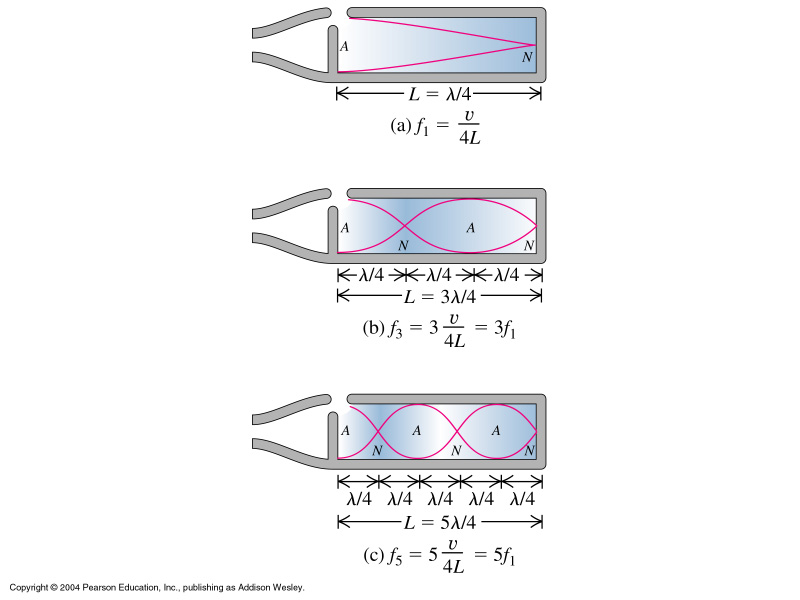 A N
L = λ/4
(a) f₁ = v/4L
A N A N
λ/4 λ/4 λ/4
L = 3λ/4
(b) f₃ = 3 v/4L = 3f₁
A N A N A N
λ/4 λ/4 λ/4 λ/4 λ/4
L = 5λ/4
(c) f₅ = 5 v/4L = 5f₁
Copyright © 2004 Pearson Education, Inc., publishing as Addison Wesley.